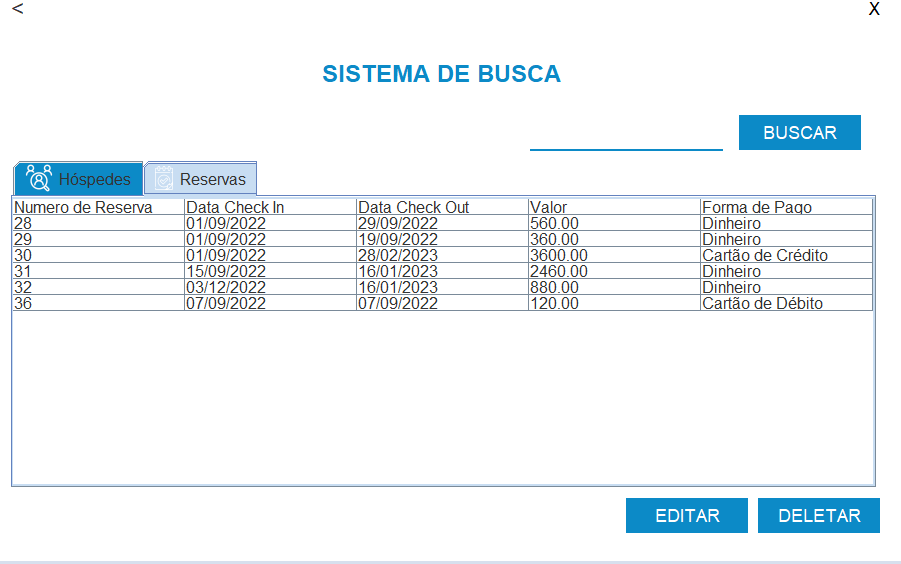 < X
SISTEMA DE BUSCA
BUSCAR
Hóspedes Reservas
Numero de Reserva Data Check In Data Check Out Valor Forma de Pago
28 01/09/2022 29/09/2022 560.00 Dinheiro
29 01/09/2022 19/09/2022 360.00 Dinheiro
30 01/09/2022 28/02/2023 3600.00 Cartão de Crédito
31 15/09/2022 16/01/2023 2460.00 Dinheiro
32 03/12/2022 16/01/2023 880.00 Dinheiro
36 07/09/2022 07/09/2022 120.00 Cartão de Débito
EDITAR DELETAR